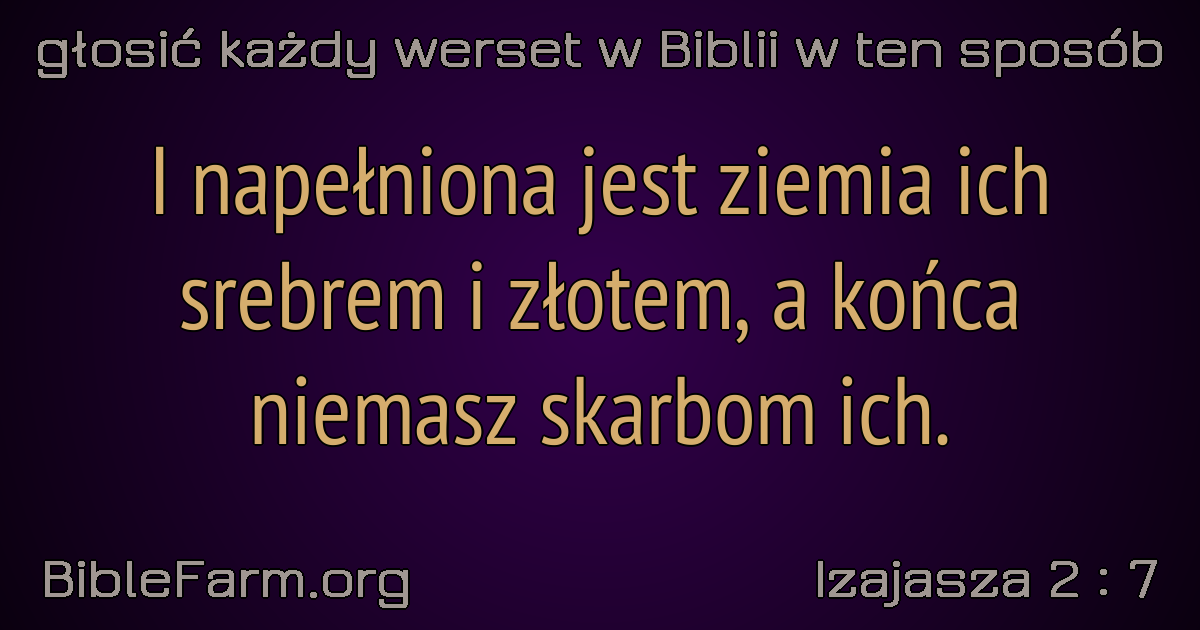 głosić każdy werset w Biblii w ten sposób
I napełniona jest ziemia ich
srebrem i złotem, a końca
niemasz skarbom ich.
BibleFarm.org
Izajasza 2 : 7